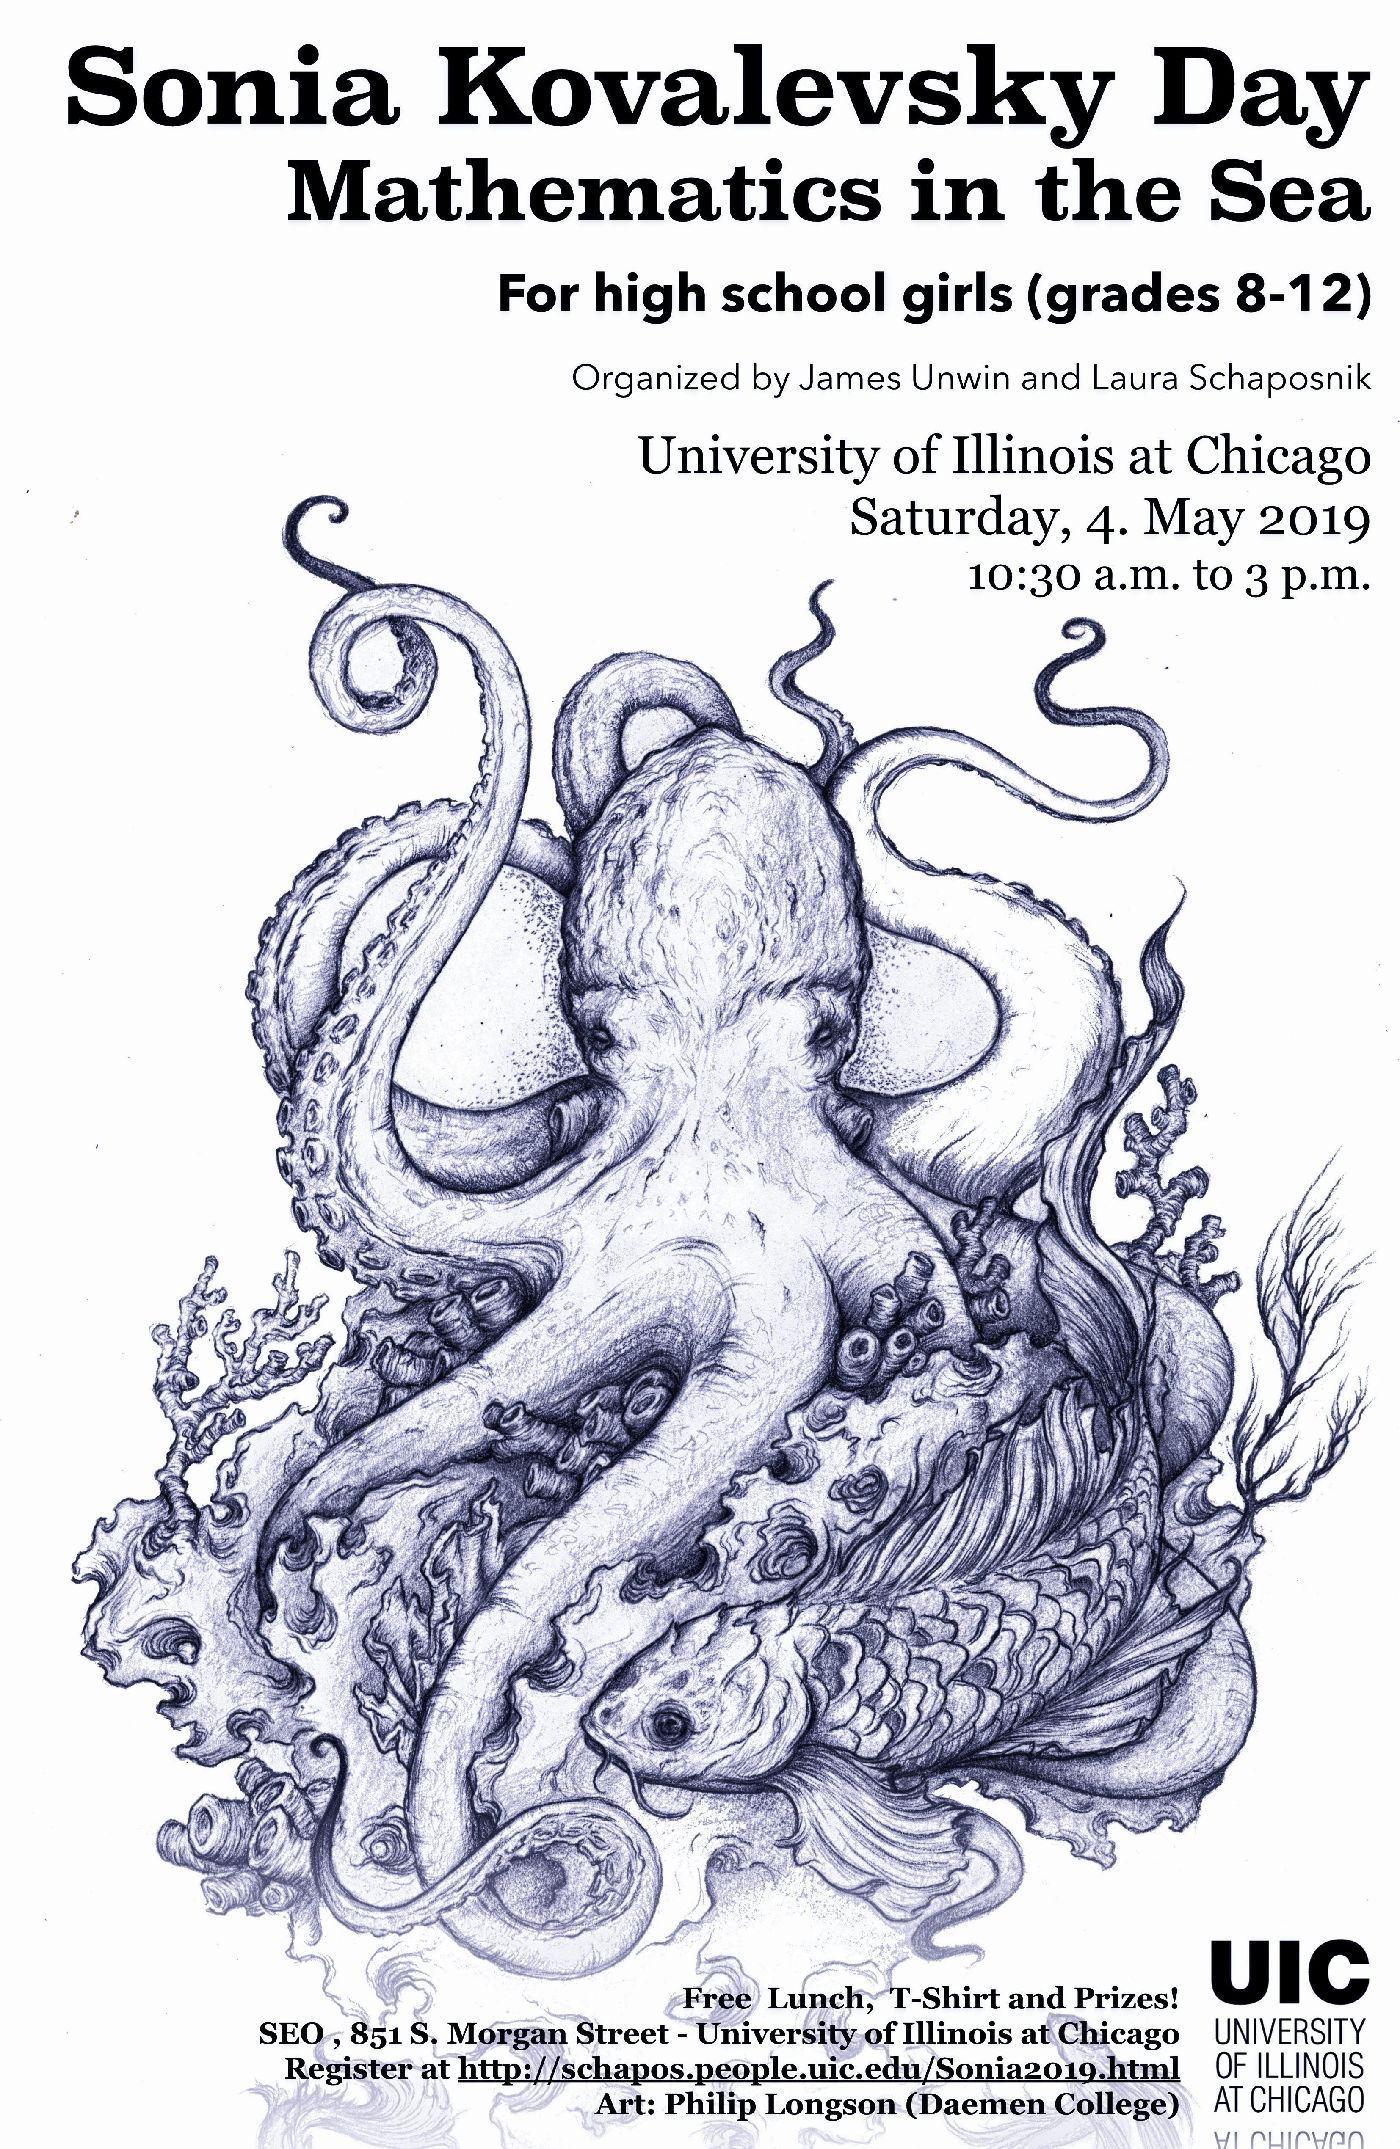 Sonia Kovalevsky Day
Mathematics in the Sea
For high school girls (grades 8-12)
Organized by James Unwin and Laura Schaposnik
University of Illinois at Chicago
Saturday, 4. May 2019
10:30 a.m. to 3 p.m.
Free Lunch, T-Shirt and Prizes!
SEO , 851 S. Morgan Street - University of Illinois at Chicago
Register at http://schapos.people.uic.edu/Sonia2019.html
Art: Philip Longson (Daemen College)
UIC
UNIVERSITY
OF ILLINOIS
AT CHICAGO